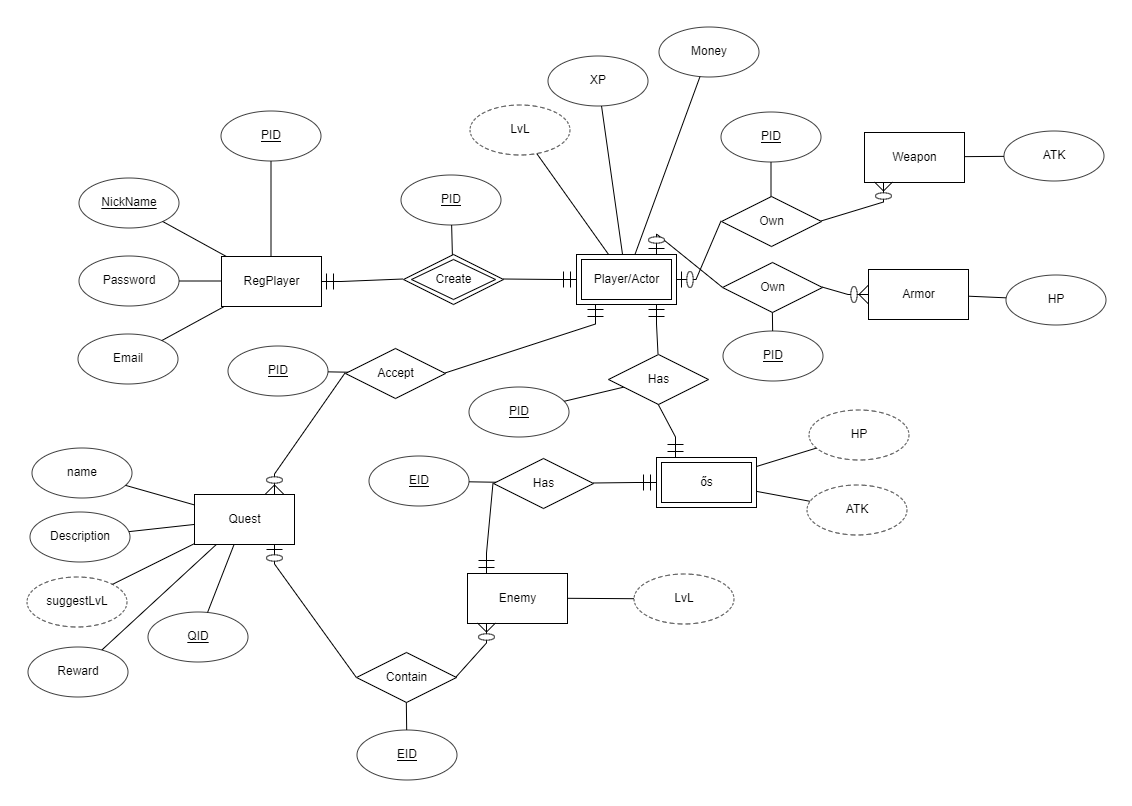 Money
XP
LvL
PID
PID
Weapon
ATK
NickName
PID
Own
Password
RegPlayer
Create
Player/Actor
Own
Armor
HP
Email
PID
PID
Accept
Has
PID
HP
name
EID
Has
ős
ATK
Quest
Description
suggestLvL
Enemy
LvL
QID
Reward
Contain
EID